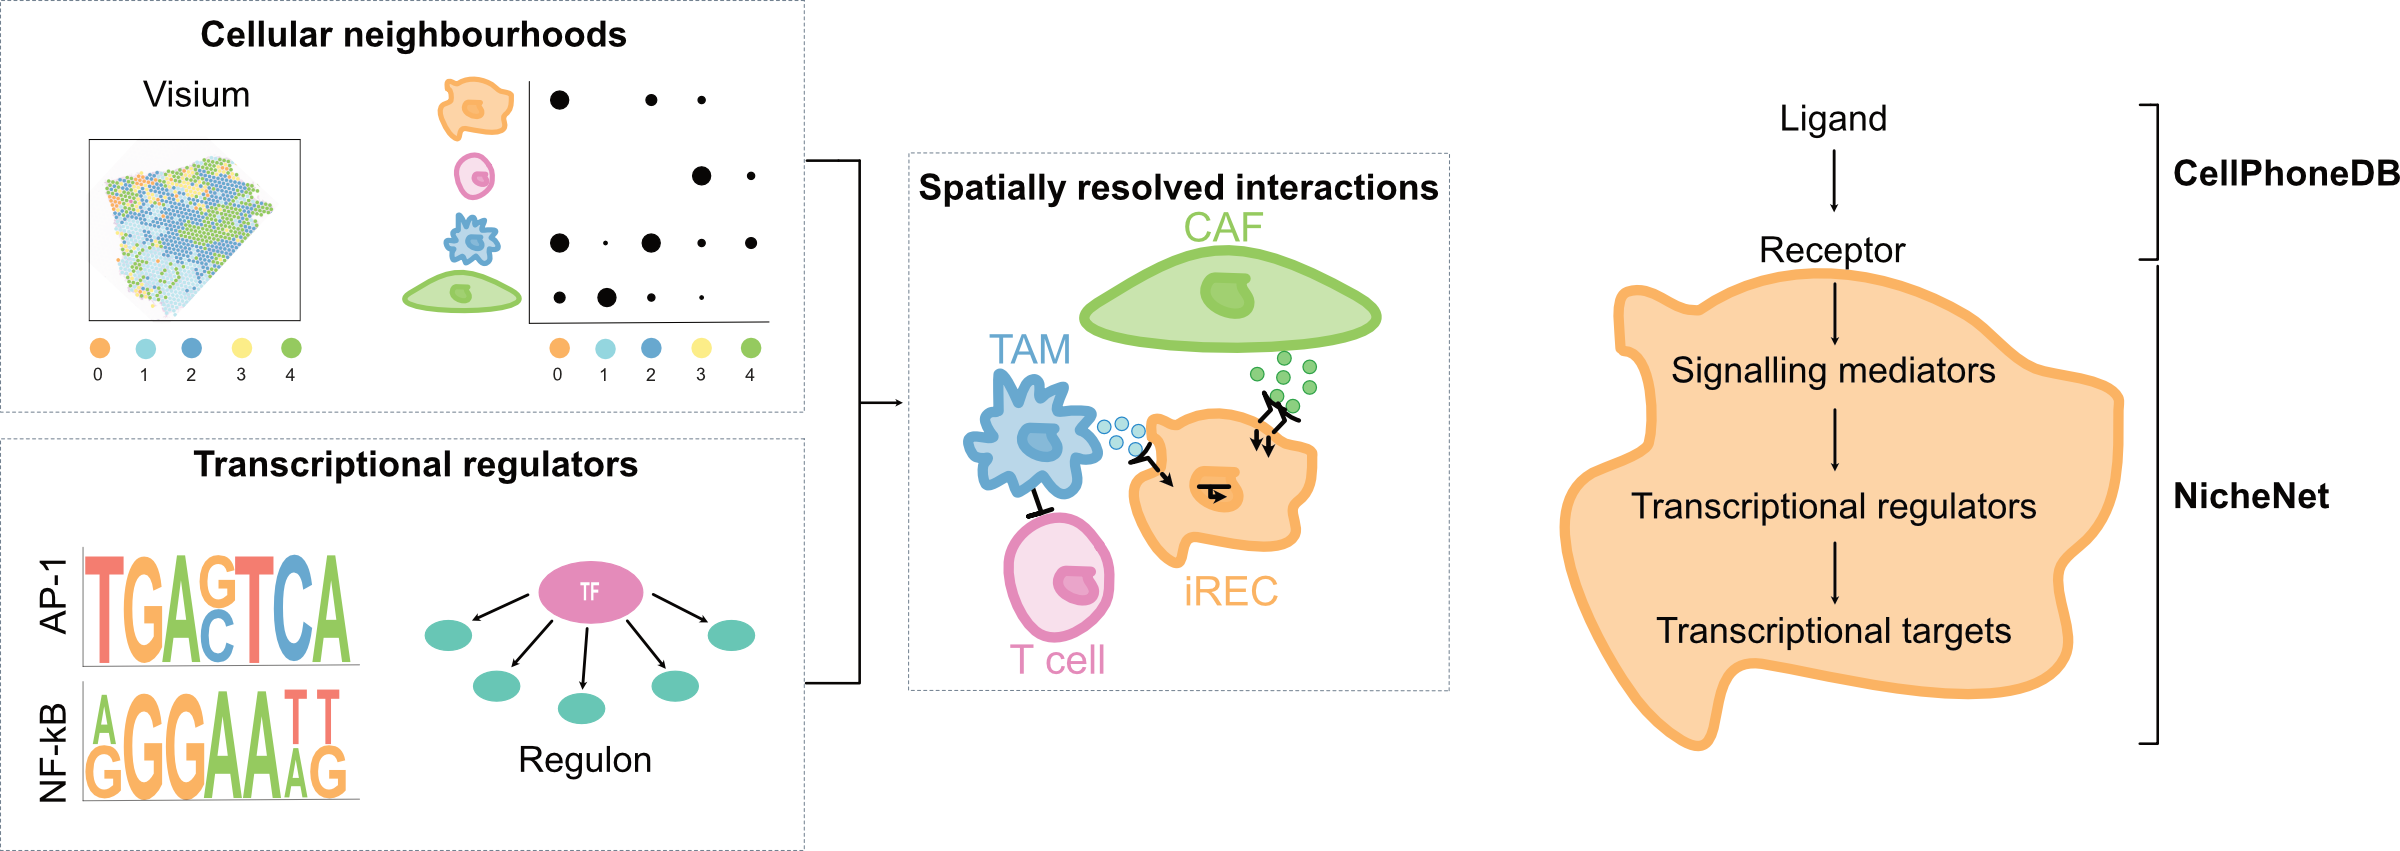 Cellular neighbourhoods
Visium
0 1 2 3 4
0 1 2 3 4
Transcriptional regulators
AP-1
TGAGTCA
C
NF-kB
AGGAATT
GAG
TF
Regulon
Spatially resolved interactions
CAF
TAM
iREC
T cell
Ligand
Receptor
Signalling mediators
Transcriptional regulators
Transcriptional targets
CellPhoneDB
NicheNet